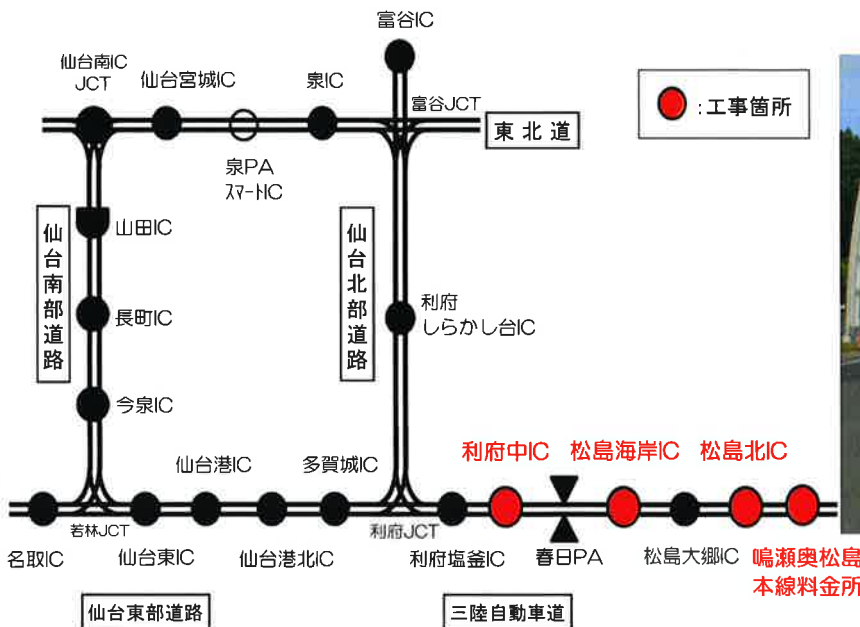 富谷IC
仙台南IC
JCT
仙台宮城IC
泉IC
富谷JCT
:工事箇所
東北道
泉PA
スマートIC
山田IC
仙台南部道路
仙台北部道路
長町IC
利府
しらかし台IC
今泉IC
利府中IC
松島海岸IC
松島北IC
仙台港IC
多賀城IC
若林JCT
利府JCT
名取IC
仙台東IC
仙台港北IC
利府塩釜IC
春日PA
松島大郷IC
鳴瀬奥松島
本線料金所
仙台東部道路
三陸自動車道